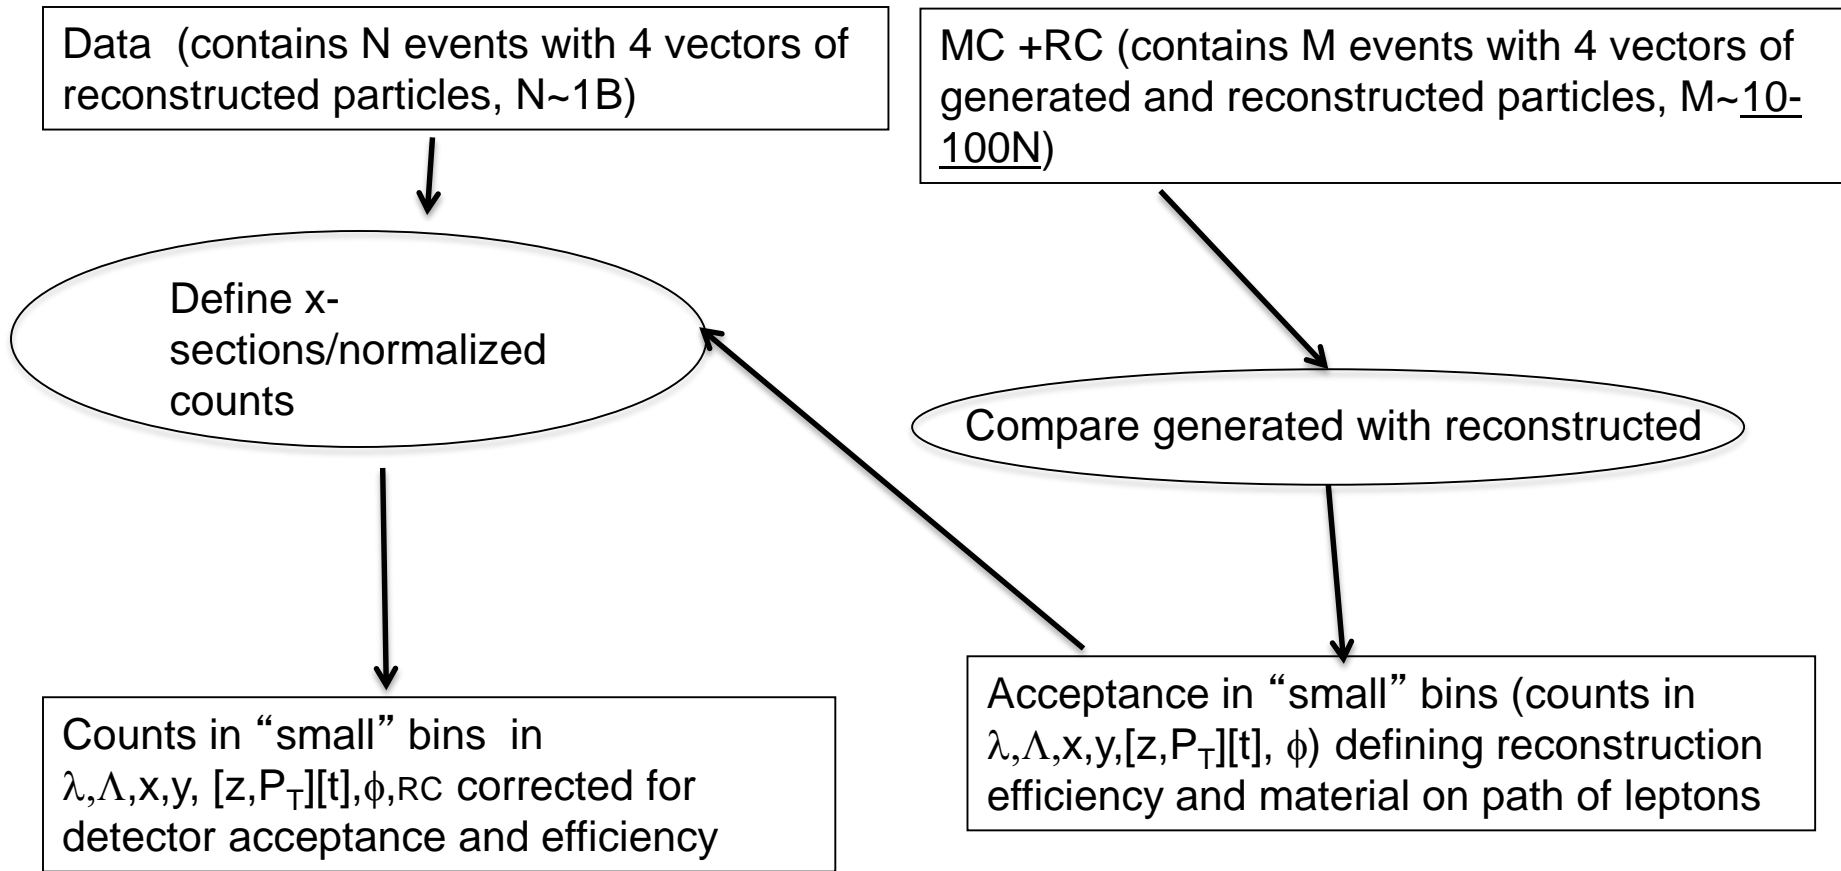 Data  (contains N events with 4 vectors of
reconstructed particles, N~1B)
MC +RC (contains M events with 4 vectors of
generated and reconstructed particles, M~10-
100N)
Define x-
sections/normalized
counts
Compare generated with reconstructed
Counts in “small” bins  in
λ,Λ,x,y, [z,P_T][t],ϕ,RC corrected for
detector acceptance and efficiency
Acceptance in “small” bins (counts in
λ,Λ,x,y,[z,P_T][t], ϕ) defining reconstruction
efficiency and material on path of leptons